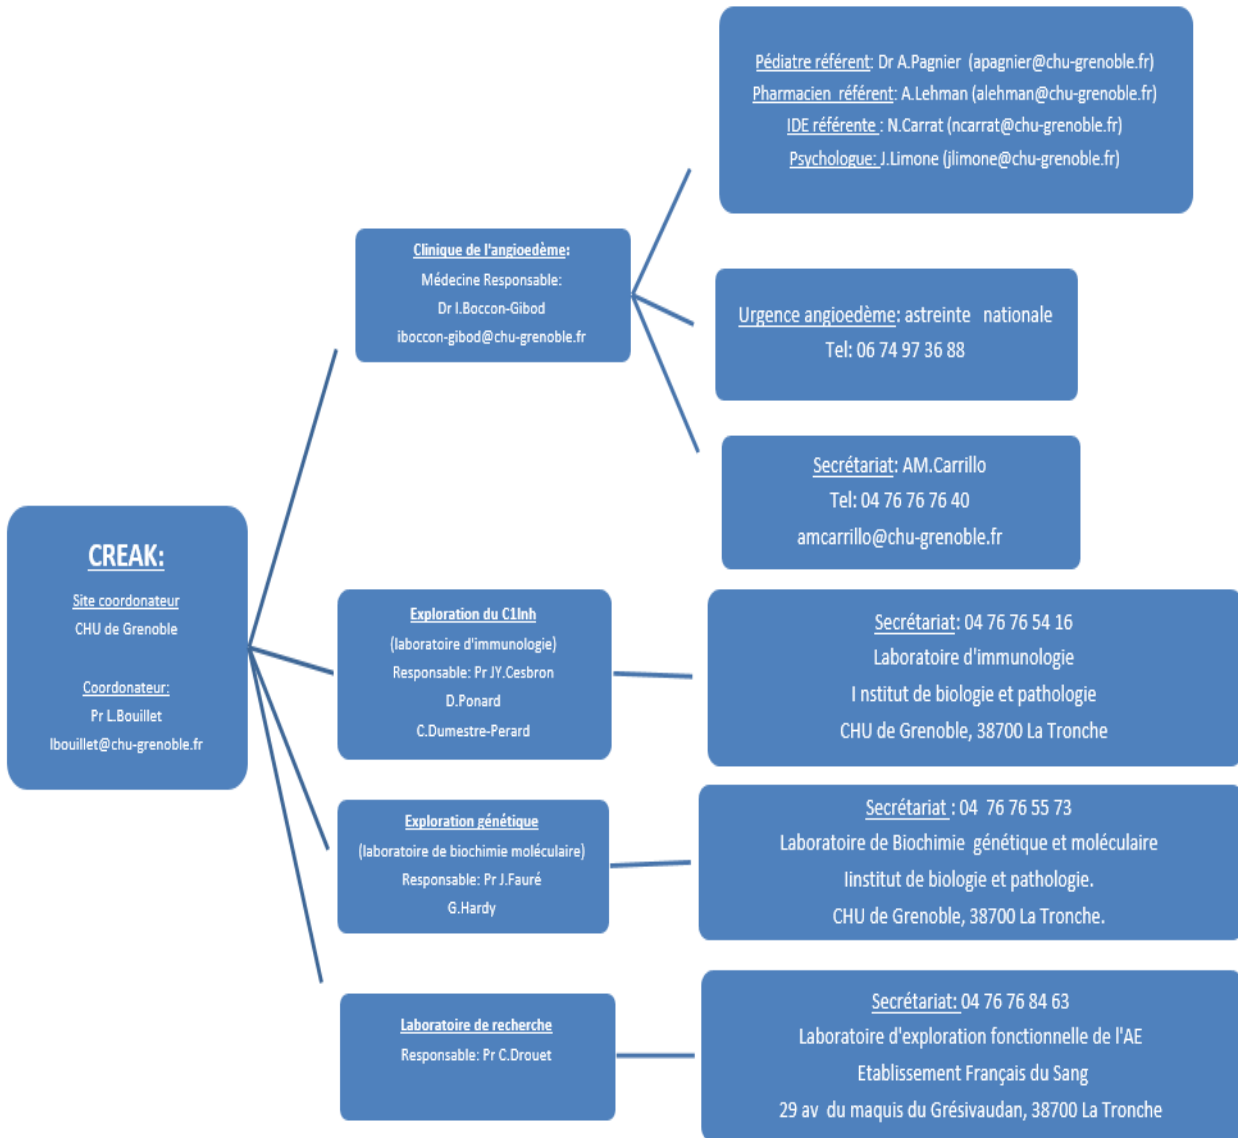 CREAK:
Site coordonateur
CHU de Grenoble
Coordonateur:
Pr L.Bouillet
lbouillet@chu-grenoble.fr
Clinique de l'angioedème:
Médecine Responsable:
Dr I.Boccon-Gibod
iboccon-gibod@chu-grenoble.fr
Pédiatre référent: Dr A.Pagnier (apagnier@chu-grenoble.fr)
Pharmacien référent: A.Lehman (alehman@chu-grenoble.fr)
IDE référente : N.Carrat (ncarrat@chu-grenoble.fr)
Psychologue: J.Limone (jlimone@chu-grenoble.fr)
Urgence angioedème: astreinte nationale
Tel: 06 74 97 36 88
Secrétariat: AM.Carrillo
Tel: 04 76 76 76 40
amcarrillo@chu-grenoble.fr
Exploration du C1Inh
(laboratoire d'immunologie)
Responsable: Pr JY.Cesbron
D.Ponard
C.Dumestre-Perard
Secrétariat: 04 76 76 54 16
Laboratoire d'immunologie
I nstitut de biologie et pathologie
CHU de Grenoble, 38700 La Tronche
Exploration génétique
(laboratoire de biochimie moléculaire)
Responsable: Pr J.Fauré
G.Hardy
Secrétariat : 04 76 76 55 73
Laboratoire de Biochimie génétique et moléculaire
Iinstitut de biologie et pathologie.
CHU de Grenoble, 38700 La Tronche.
Laboratoire de recherche
Responsable: Pr C.Drouet
Secrétariat: 04 76 76 84 63
Laboratoire d'exploration fonctionnelle de l'AE
Etablissement Français du Sang
29 av du maquis du Grésivaudan, 38700 La Tronche